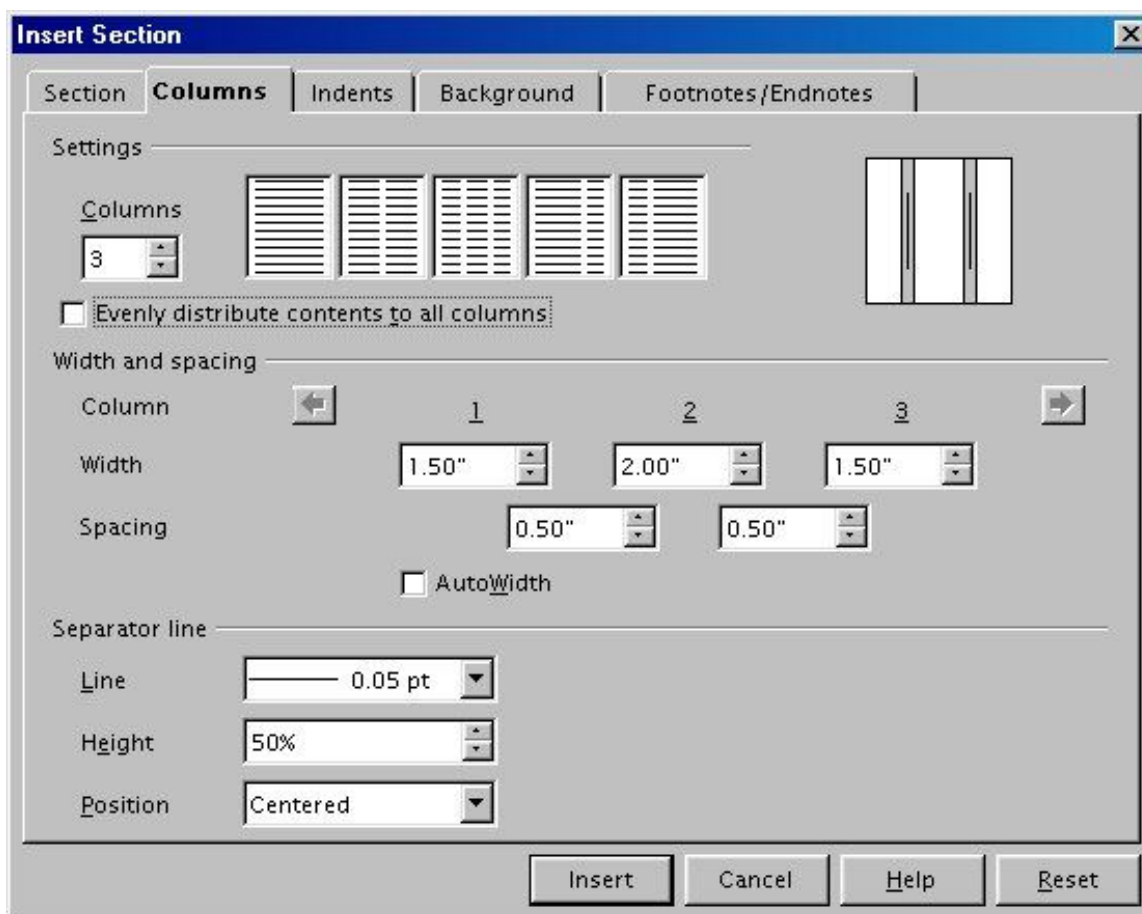 Insert Section
Section Columns Indents Background Footnotes/Endnotes
Settings
Columns
3
Evenly distribute contents to all columns
Width and spacing
Column 1 2 3
Width 1.50" 2.00" 1.50"
Spacing 0.50" 0.50"
AutoWidth
Separator line
Line 0.05 pt
Height 50%
Position Centered
Insert Cancel Help Reset